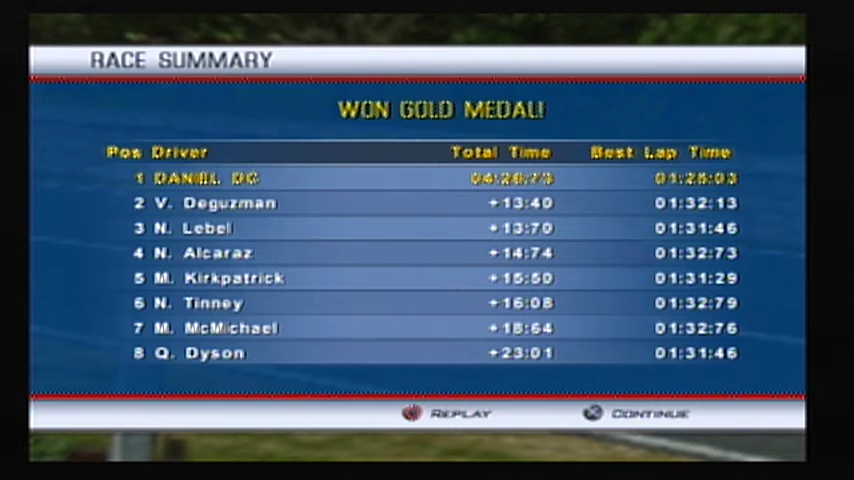 RACE SUMMARY
WON GOLD MEDAL!
Pos Driver Total Time Best Lap Time
1 DANIEL DC 04:26:73 01:25:03
2 V. Deguzman +13:40 01:32:13
3 N. Lebel +13:70 01:31:46
4 N. Alcaraz +14:74 01:32:73
5 M. Kirkpatrick +15:50 01:31:29
6 N. Tinney +16:08 01:32:79
7 M. McMichael +18:64 01:32:76
8 Q. Dyson +23:01 01:31:46
REPLAY CONTINUE